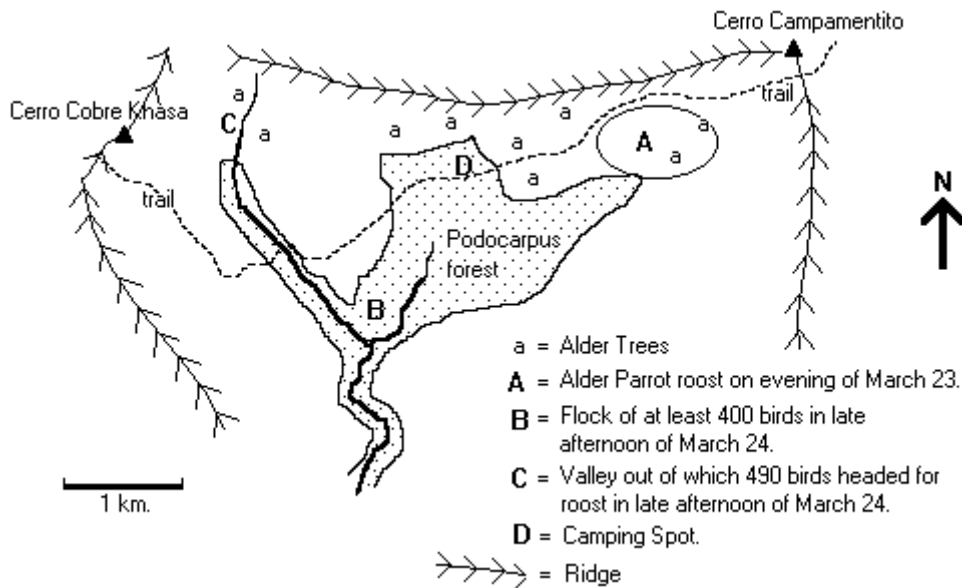 Cerro Campamentito
Cerro Cobre Khasa
trail
a
a
C
a
a
a
a
a
a
a
a
A
D
trail
N
Podocarpus
forest
B
a = Alder Trees
A = Alder Parrot roost on evening of March 23.
B = Flock of at least 400 birds in late
afternoon of March 24.
C = Valley out of which 490 birds headed for
roost in late afternoon of March 24.
D = Camping Spot.
= Ridge
1 km.